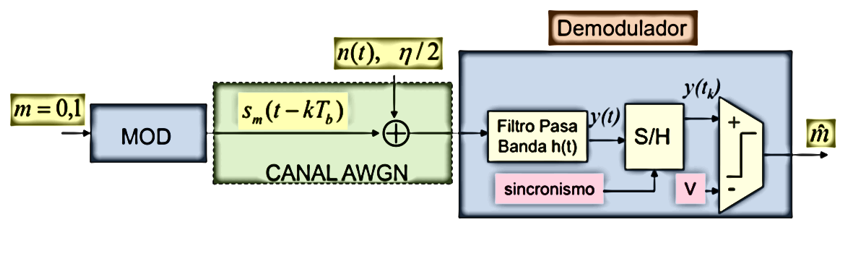 Demodulador
n(t), η/2
m = 0,1
MOD
s_m(t − kT_b)
CANAL AWGN
Filtro Pasa
Banda h(t)
y(t)
S/H
y(t_k)
sincronismo
V
+
-
m̂